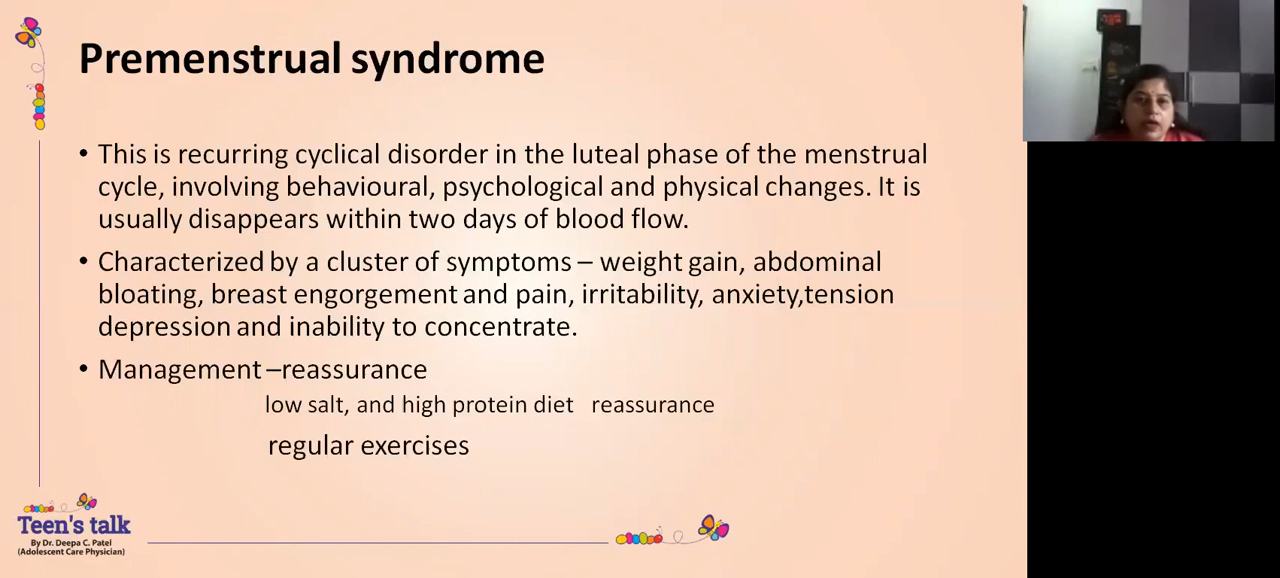 Premenstrual syndrome
• This is recurring cyclical disorder in the luteal phase of the menstrual
cycle, involving behavioural, psychological and physical changes. It is
usually disappears within two days of blood flow.
• Characterized by a cluster of symptoms – weight gain, abdominal
bloating, breast engorgement and pain, irritability, anxiety,tension
depression and inability to concentrate.
• Management –reassurance
low salt, and high protein diet reassurance
regular exercises
Teen's talk
By Dr. Deepa C. Patel
(Adolescent Care Physician)